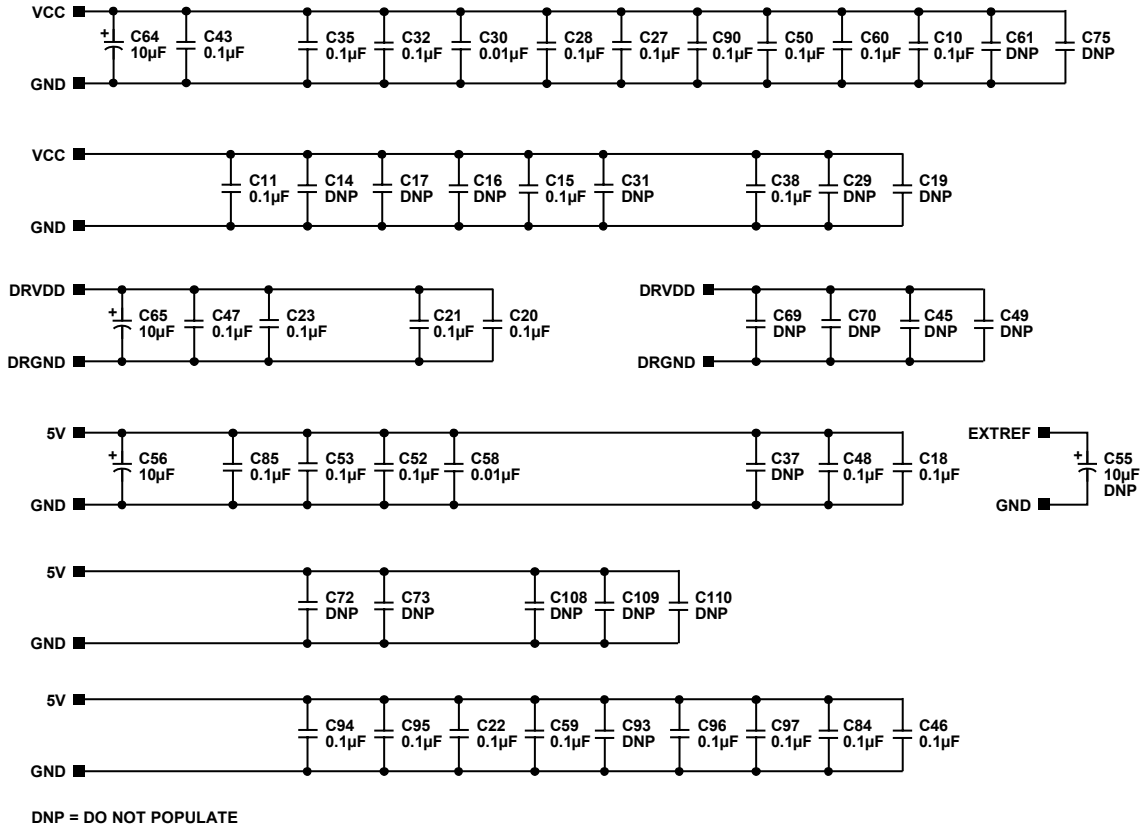 VCC
C64 C43 C35 C32 C30 C28 C27 C90 C50 C60 C10 C61 C75
+ 10µF 0.1µF 0.1µF 0.1µF 0.01µF 0.1µF 0.1µF 0.1µF 0.1µF 0.1µF 0.1µF DNP DNP
GND
VCC
C11 C14 C17 C16 C15 C31 C38 C29 C19
0.1µF DNP DNP DNP 0.1µF DNP 0.1µF DNP DNP
GND
DRVDD DRVDD
+ C65 C47 C23 C21 C20 C69 C70 C45 C49
10µF 0.1µF 0.1µF 0.1µF 0.1µF DNP DNP DNP DNP
DRGND DRGND
5V EXTREF
+ C56 C85 C53 C52 C58 C37 C48 C18 + C55
10µF 0.1µF 0.1µF 0.1µF 0.01µF DNP 0.1µF 0.1µF 10µF
DNP
GND GND
5V
C72 C73 C108 C109 C110
DNP DNP DNP DNP DNP
GND
5V
C94 C95 C22 C59 C93 C96 C97 C84 C46
0.1µF 0.1µF 0.1µF 0.1µF DNP 0.1µF 0.1µF 0.1µF 0.1µF
GND
DNP = DO NOT POPULATE